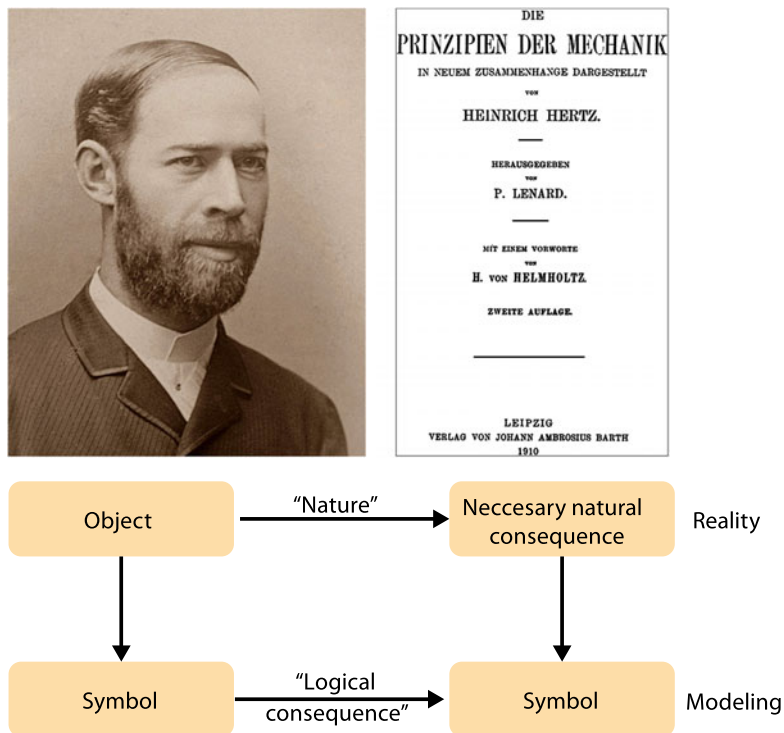 DIE
PRINZIPIEN DER MECHANIK
IN NEUEM ZUSAMMENHANGE DARGESTELLT
VON
HEINRICH HERTZ.
HERAUSGEGEBEN
VON
P. LENARD.
MIT EINEM VORWORTE
VON
H. VON HELMHOLTZ.
ZWEITE AUFLAGE.
LEIPZIG
VERLAG VON JOHANN AMBROSIUS BARTH
1910
Object
“Nature”
Neccesary natural
consequence
Reality
Symbol
“Logical
consequence”
Symbol
Modeling